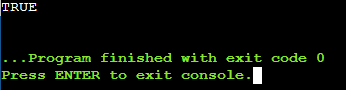 TRUE
...Program finished with exit code 0
Press ENTER to exit console.